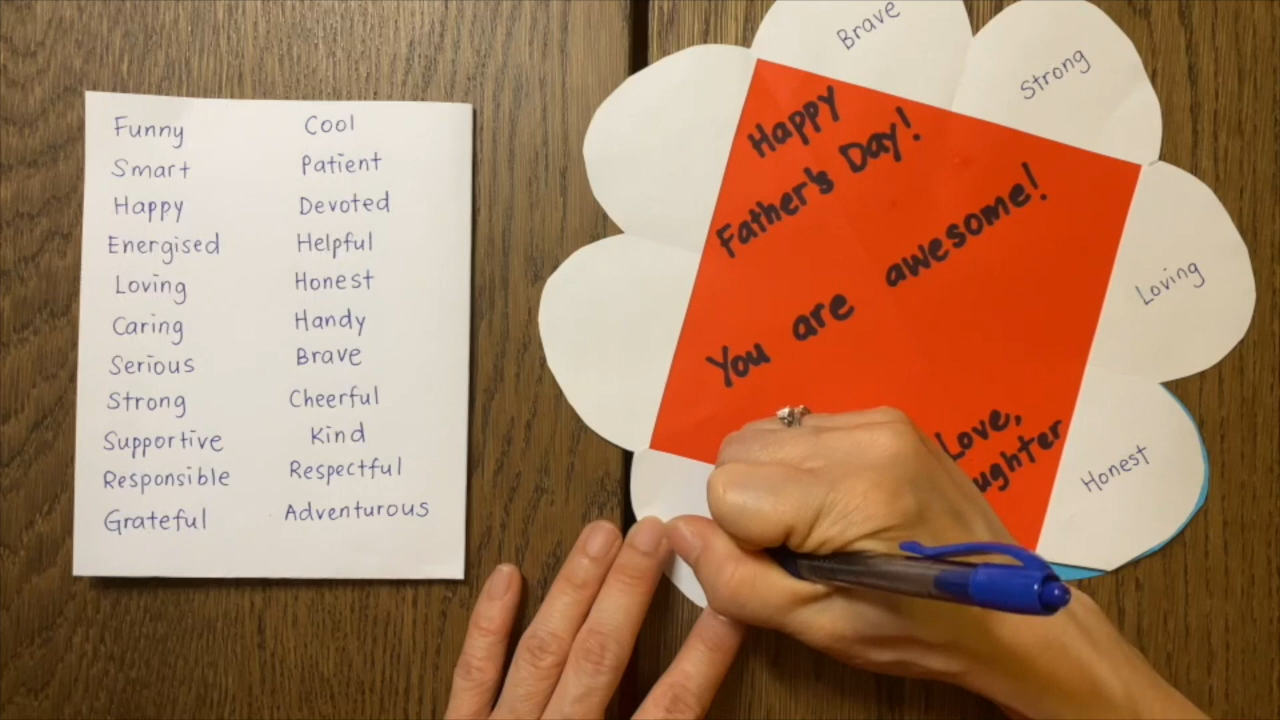 Funny
Smart
Happy
Energised
Loving
Caring
Serious
Strong
Supportive
Responsible
Grateful
Cool
Patient
Devoted
Helpful
Honest
Handy
Brave
Cheerful
Kind
Respectful
Adventurous
Brave
Strong
Loving
Honest
Happy
Father's Day!
You are awesome!
Love,